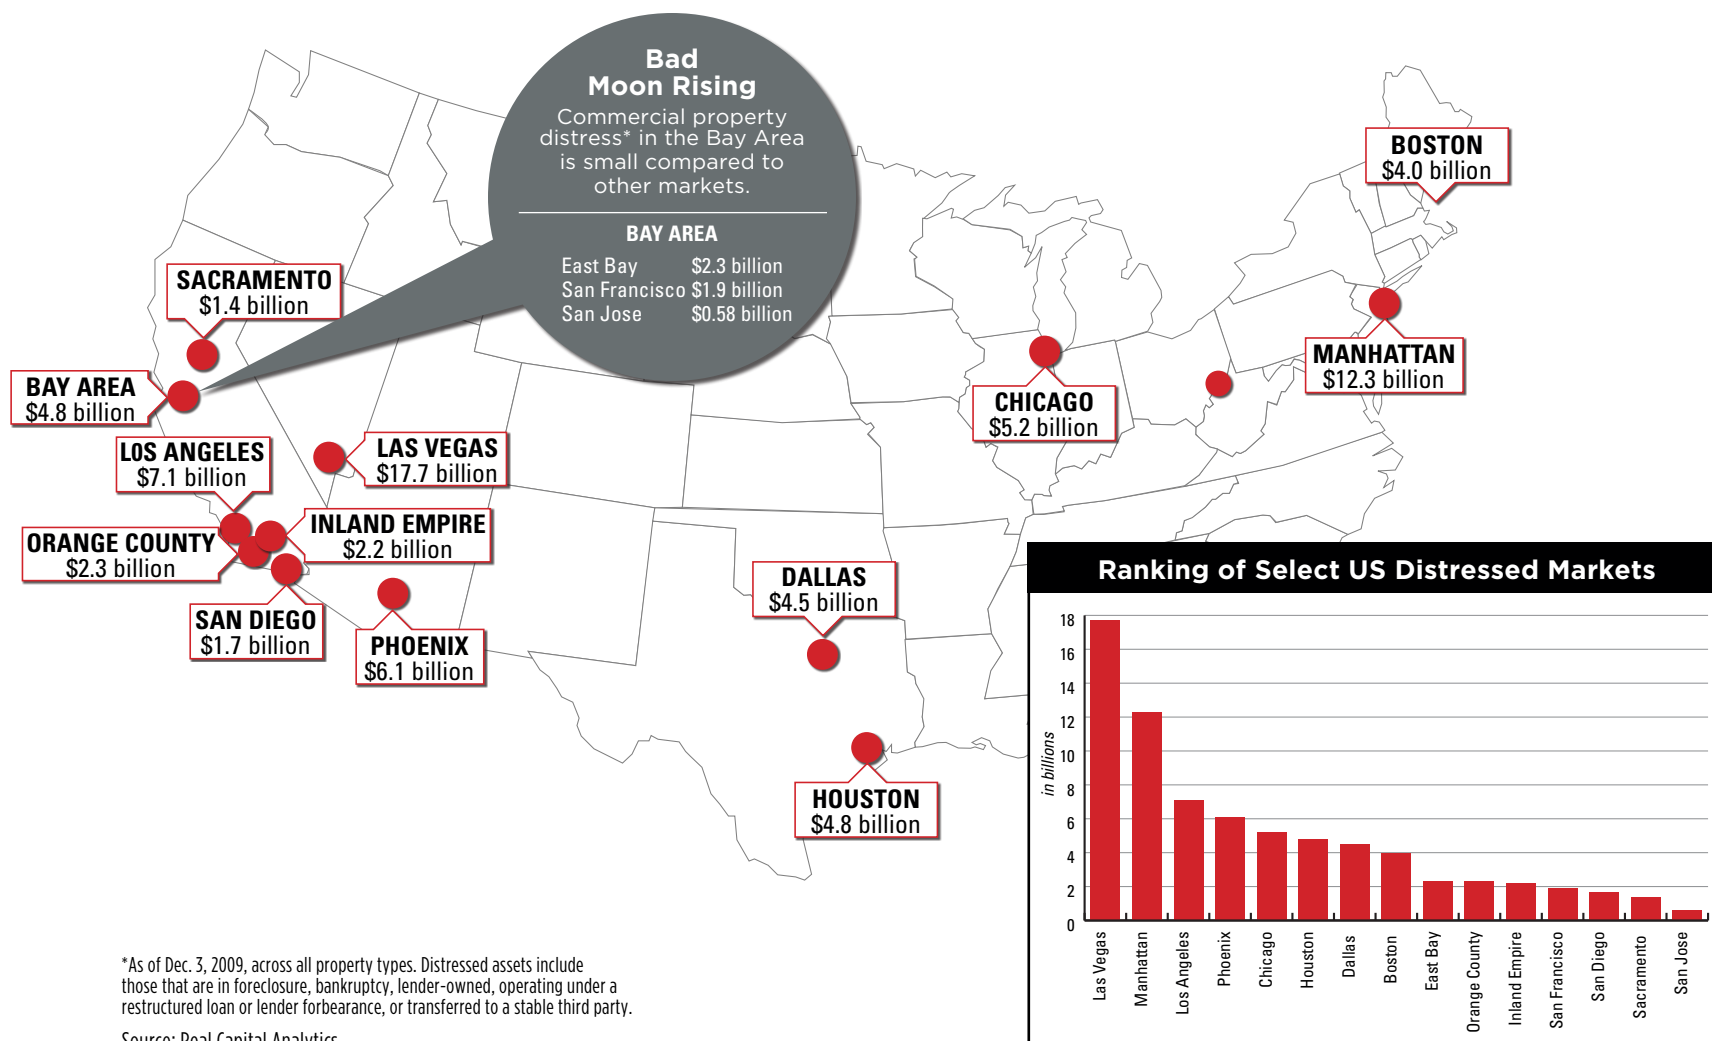 Bad
Moon Rising
Commercial property
distress* in the Bay Area
is small compared to
other markets.
BAY AREA
East Bay $2.3 billion
San Francisco $1.9 billion
San Jose $0.58 billion
BOSTON
$4.0 billion
SACRAMENTO
$1.4 billion
MANHATTAN
$12.3 billion
BAY AREA
$4.8 billion
CHICAGO
$5.2 billion
LOS ANGELES
$7.1 billion
LAS VEGAS
$17.7 billion
INLAND EMPIRE
$2.2 billion
ORANGE COUNTY
$2.3 billion
SAN DIEGO
$1.7 billion
PHOENIX
$6.1 billion
DALLAS
$4.5 billion
HOUSTON
$4.8 billion
Ranking of Select US Distressed Markets
18
16
14
12
10
8
6
4
2
0
in billions
Las Vegas
Manhattan
Los Angeles
Phoenix
Chicago
Houston
Dallas
Boston
East Bay
Orange County
Inland Empire
San Francisco
San Diego
Sacramento
San Jose
*As of Dec. 3, 2009, across all property types. Distressed assets include
those that are in foreclosure, bankruptcy, lender-owned, operating under a
restructured loan or lender forbearance, or transferred to a stable third party.
Source: Real Capital Analytics